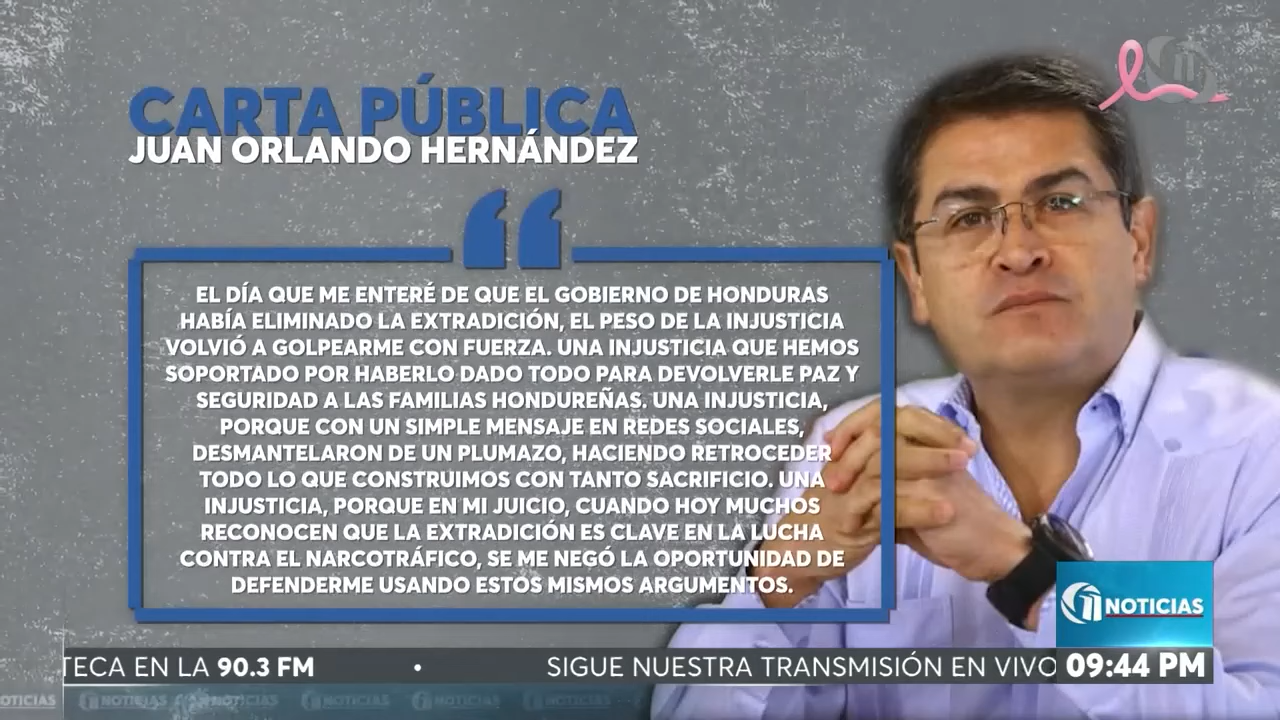 CARTA PÚBLICA
JUAN ORLANDO HERNÁNDEZ
EL DÍA QUE ME ENTERÉ DE QUE EL GOBIERNO DE HONDURAS
HABÍA ELIMINADO LA EXTRADICIÓN, EL PESO DE LA INJUSTICIA
VOLVIÓ A GOLPEARME CON FUERZA. UNA INJUSTICIA QUE HEMOS
SOPORTADO POR HABERLO DADO TODO PARA DEVOLVERLE PAZ Y
SEGURIDAD A LAS FAMILIAS HONDUREÑAS. UNA INJUSTICIA,
PORQUE CON UN SIMPLE MENSAJE EN REDES SOCIALES,
DESMANTELARON DE UN PLUMAZO, HACIENDO RETROCEDER
TODO LO QUE CONSTRUIMOS CON TANTO SACRIFICIO. UNA
INJUSTICIA, PORQUE EN MI JUICIO, CUANDO HOY MUCHOS
RECONOCEN QUE LA EXTRADICIÓN ES CLAVE EN LA LUCHA
CONTRA EL NARCOTRÁFICO, SE ME NEGÓ LA OPORTUNIDAD DE
DEFENDERME USANDO ESTOS MISMOS ARGUMENTOS.
11 NOTICIAS
TECA EN LA 90.3 FM • SIGUE NUESTRA TRANSMISIÓN EN VIVO 09:44 PM
NOTICIAS NOTICIAS NOTICIAS NOTICIAS NOTICIAS